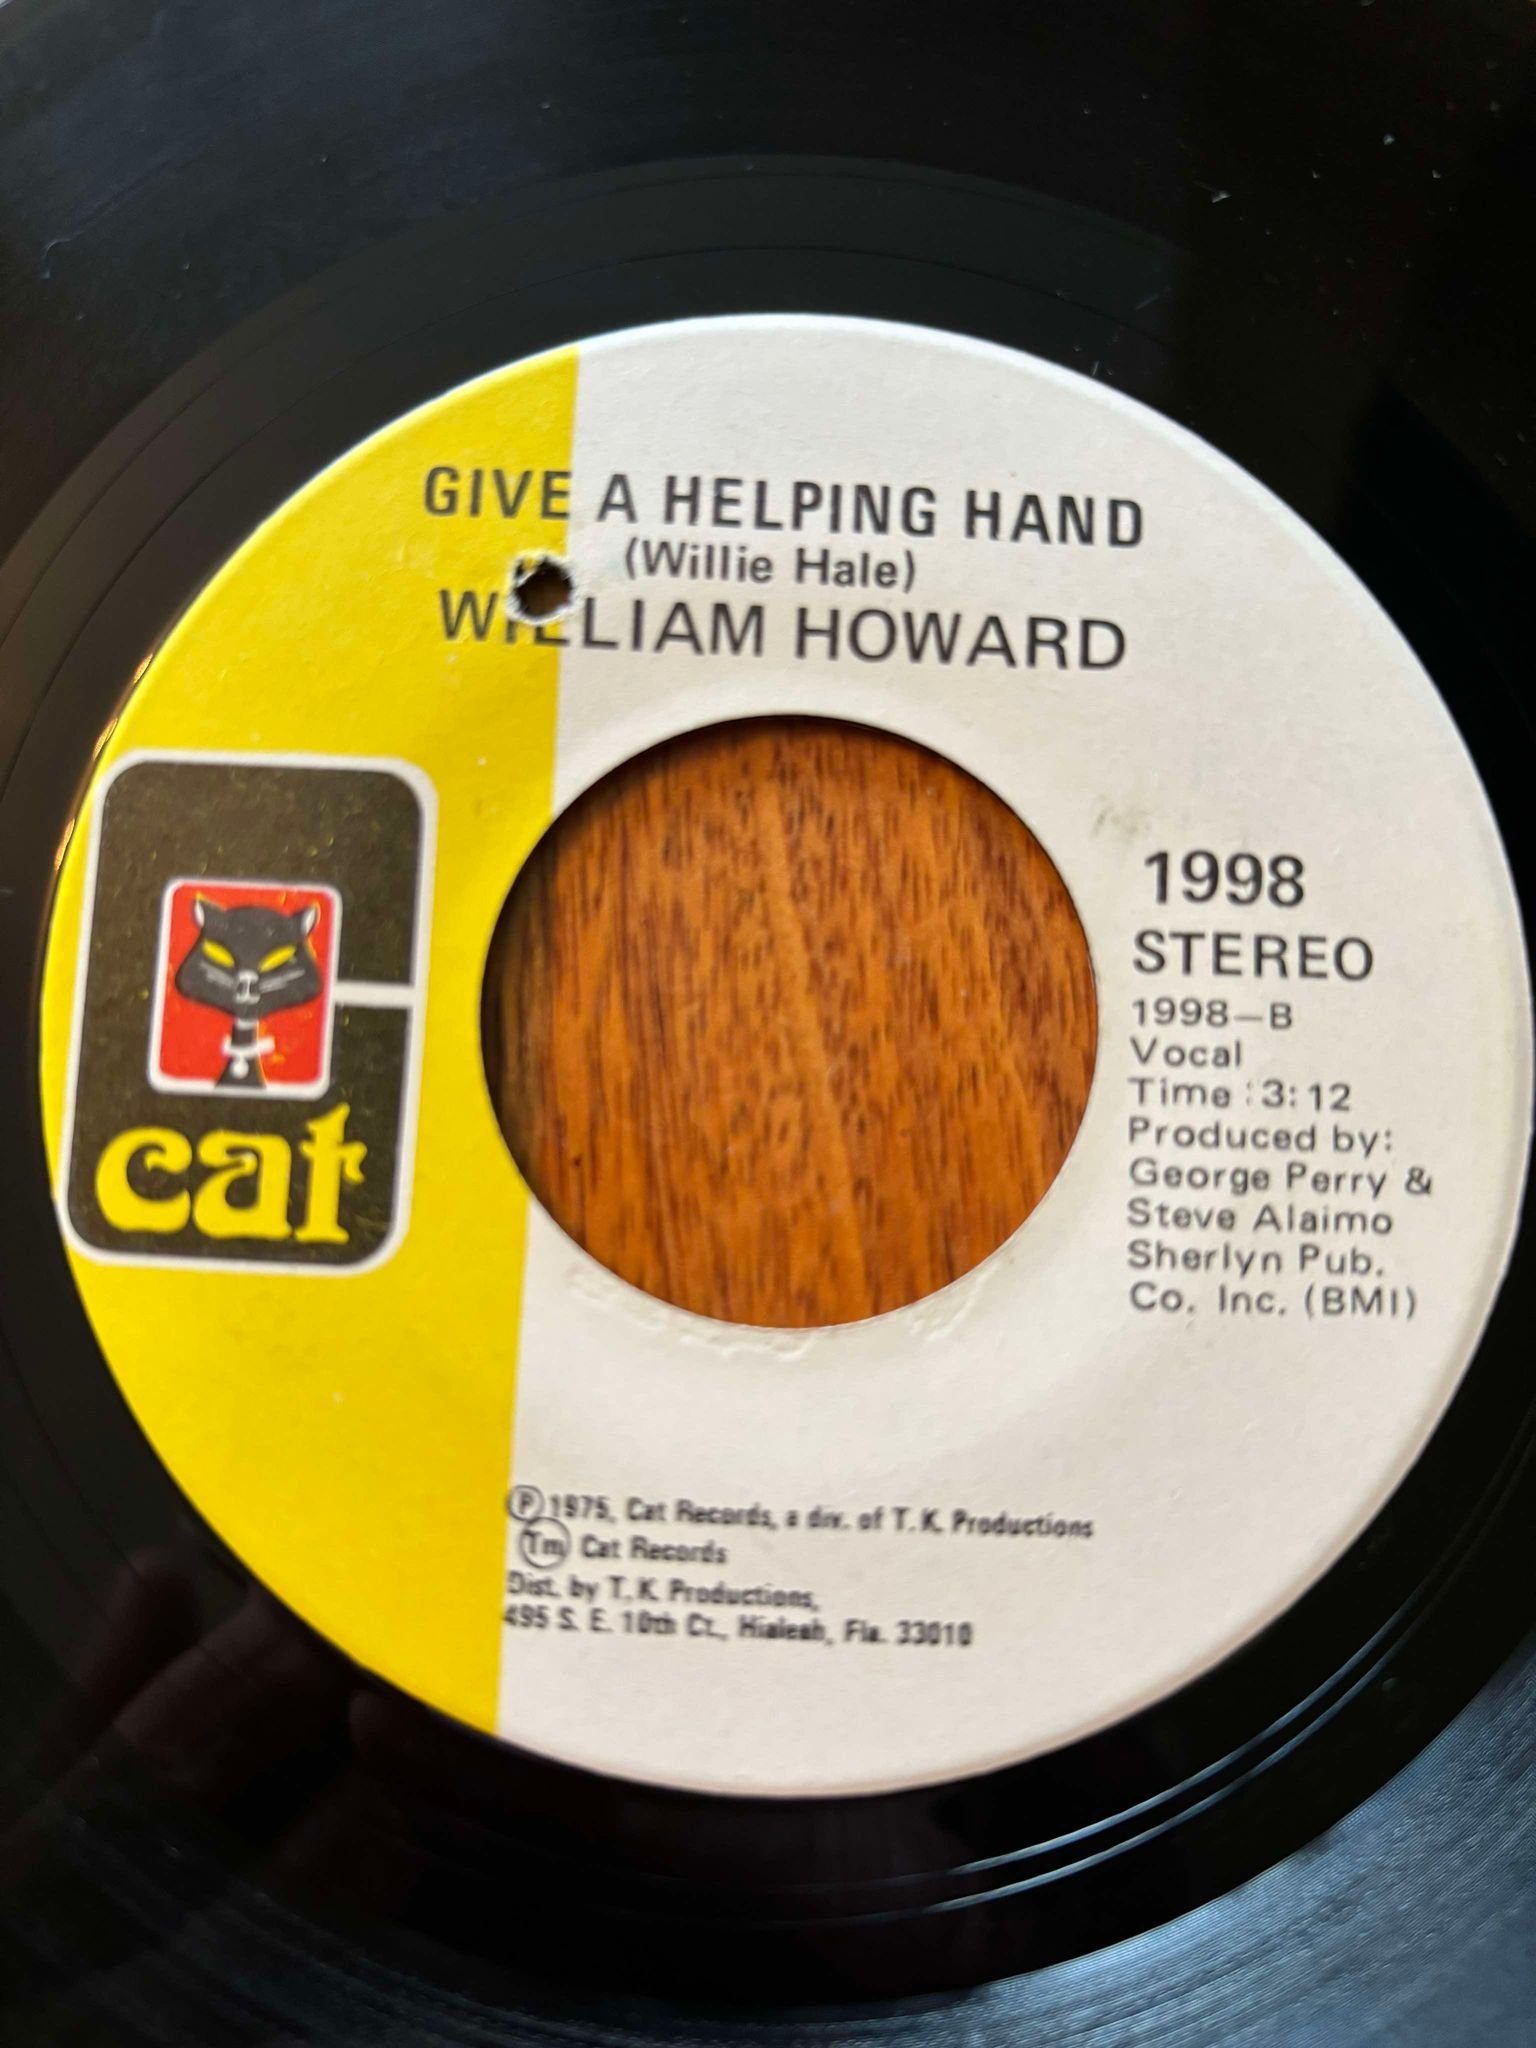 GIVE A HELPING HAND
(Willie Hale)
WILLIAM HOWARD
cat
1998
STEREO
1998-B
Vocal
Time : 3:12
Produced by:
George Perry &
Steve Alaimo
Sherlyn Pub.
Co. Inc. (BMI)
Ⓟ 1975, Cat Records, a div. of T. K. Productions
Tm Cat Records
Dist. by T. K. Productions,
495 S. E. 10th Ct., Hialeah, Fla. 33010